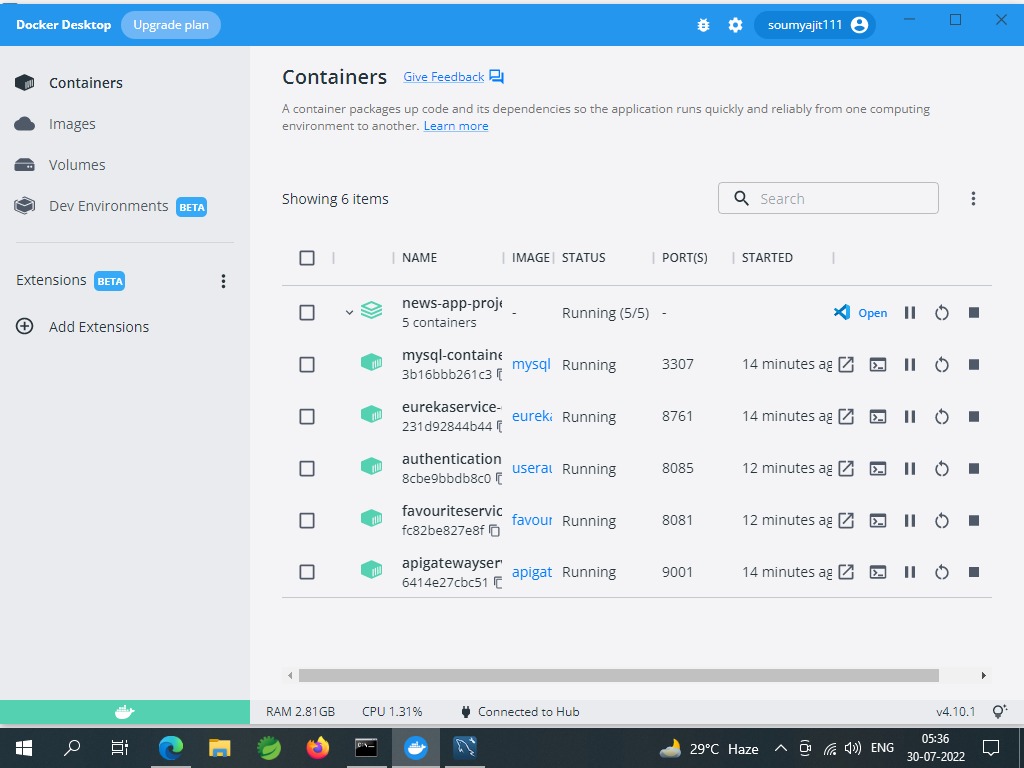 Docker Desktop Upgrade plan soumyajit111
Containers
Images
Volumes
Dev Environments BETA
Extensions BETA
Add Extensions
Containers Give Feedback
A container packages up code and its dependencies so the application runs quickly and reliably from one computing
environment to another. Learn more
Showing 6 items Search
NAME IMAGE STATUS PORT(S) STARTED
news-app-proje - Running (5/5) - Open
5 containers
mysql-containe mysql Running 3307 14 minutes ag
3b16bbb261c3
eurekaservice- eureka Running 8761 14 minutes ag
231d92844b44
authentication userau Running 8085 12 minutes ag
8cbe9bbdb8c0
favouriteservic favour Running 8081 12 minutes ag
fc82be827e8f
apigatewayserv apigat Running 9001 14 minutes ag
6414e27cbc51
RAM 2.81GB CPU 1.31% Connected to Hub v4.10.1
29°C Haze ENG 05:36
30-07-2022